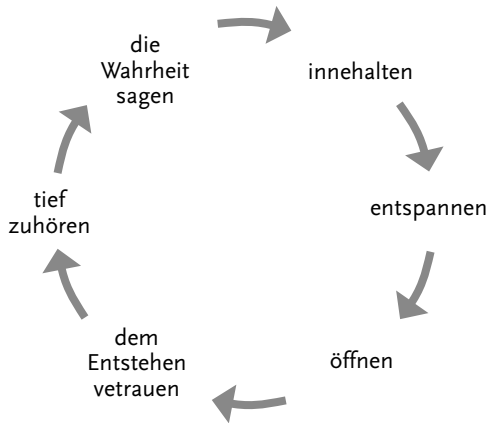 die
Wahrheit
sagen
innehalten
entspannen
öffnen
dem
Entstehen
vetrauen
tief
zuhören